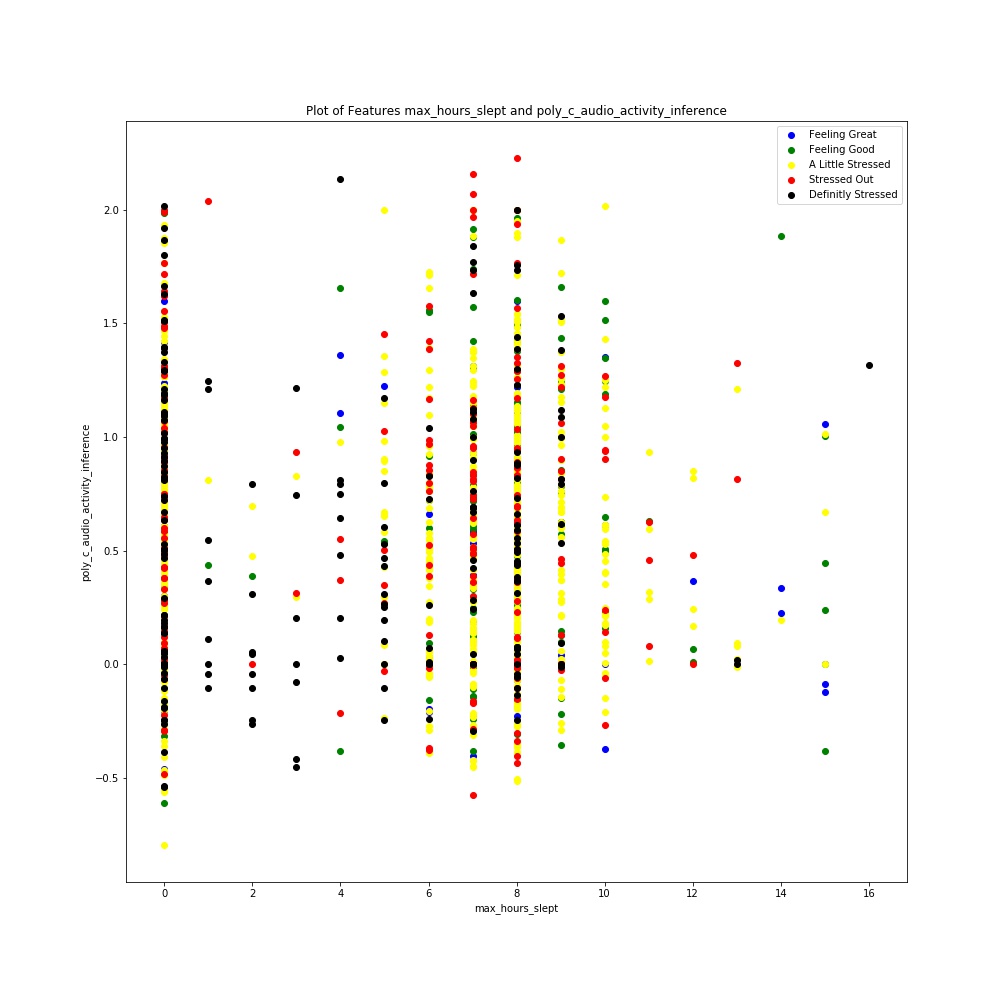 Plot of Features max_hours_slept and poly_c_audio_activity_inference
Feeling Great
Feeling Good
A Little Stressed
Stressed Out
Definitly Stressed
poly_c_audio_activity_inference
2.0
1.5
1.0
0.5
0.0
−0.5
0 2 4 6 8 10 12 14 16
max_hours_slept